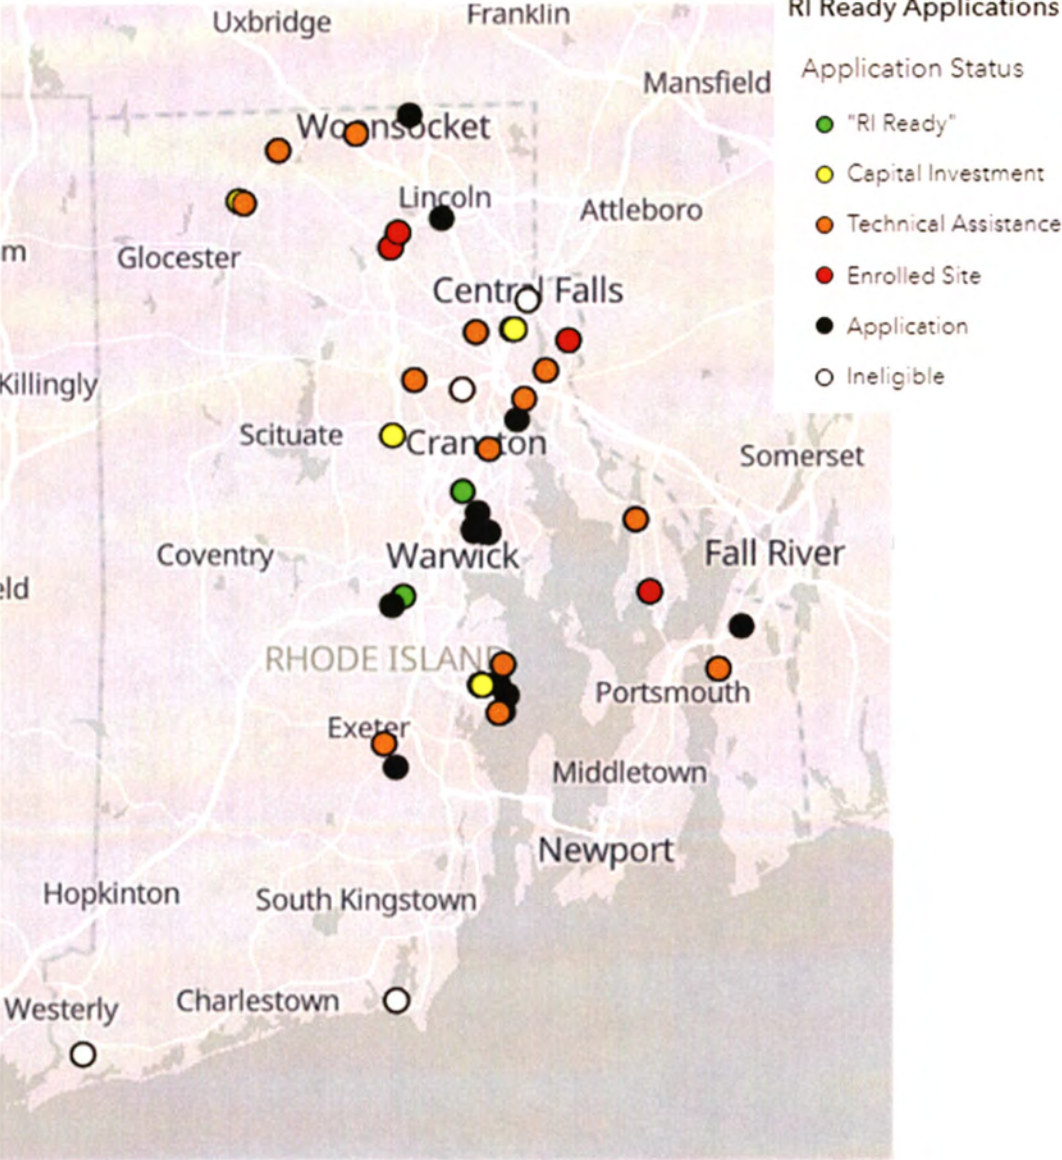 Uxbridge
Franklin
RI Ready Applications
Mansfield
Application Status
Woonsocket
"RI Ready"
Capital Investment
Lincoln
Attleboro
Technical Assistance
m
Glocester
Enrolled Site
Central Falls
Application
Killingly
Ineligible
Scituate
Cranston
Somerset
Coventry
Warwick
Fall River
eld
RHODE ISLAND
Portsmouth
Exeter
Middletown
Newport
Hopkinton
South Kingstown
Westerly
Charlestown